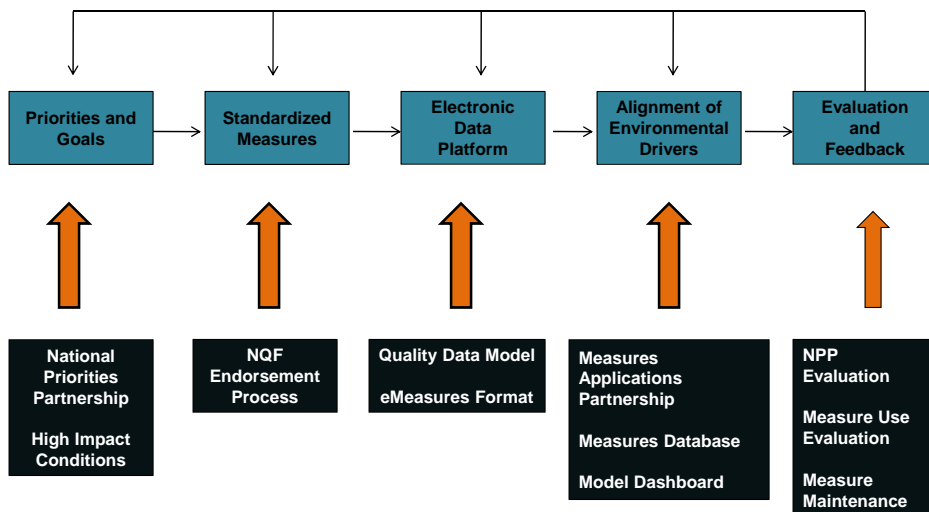 Priorities and
Goals
Standardized
Measures
Electronic
Data
Platform
Alignment of
Environmental
Drivers
Evaluation
and
Feedback
National
Priorities
Partnership
High Impact
Conditions
NQF
Endorsement
Process
Quality Data Model
eMeasures Format
Measures
Applications
Partnership
Measures Database
Model Dashboard
NPP
Evaluation
Measure Use
Evaluation
Measure
Maintenance